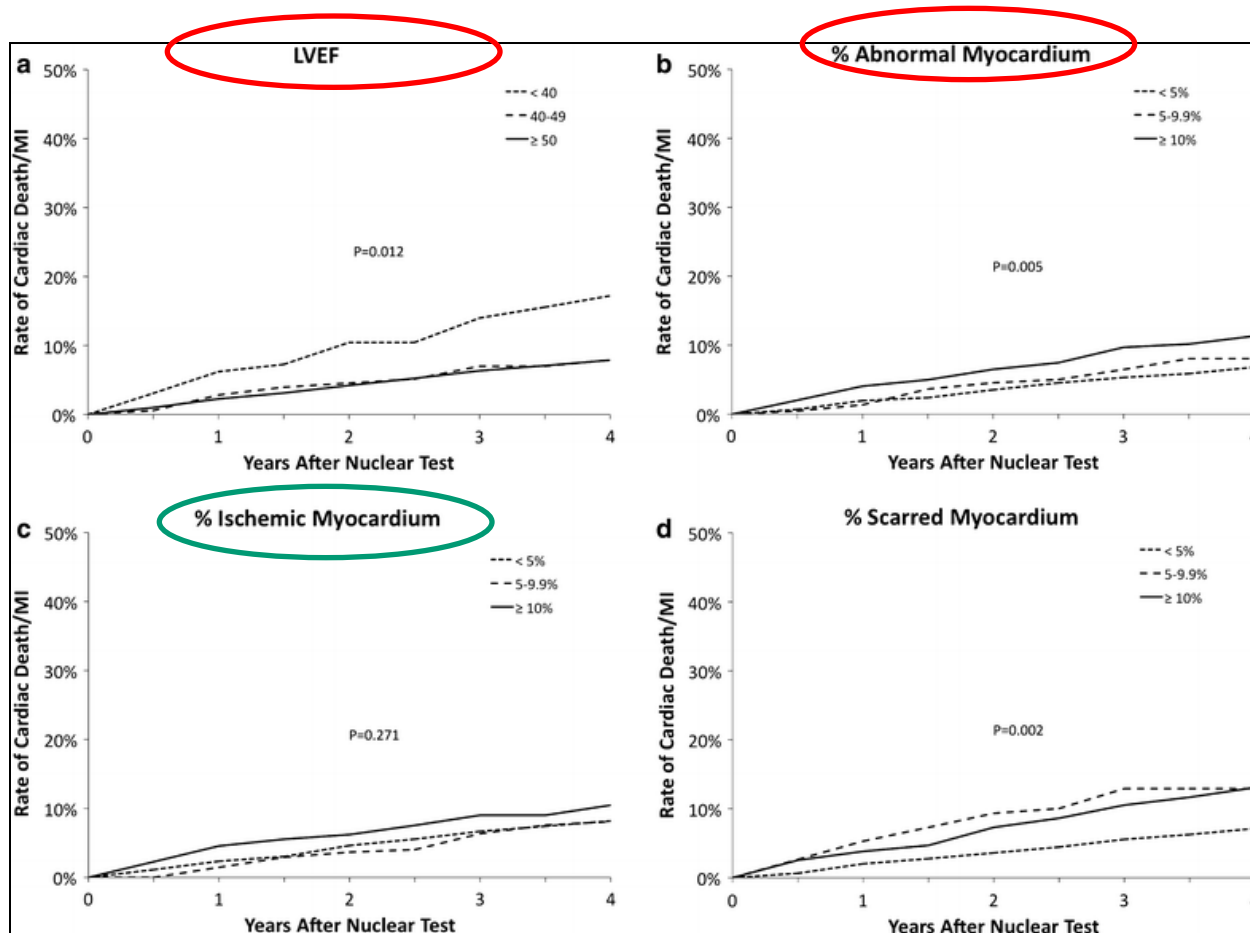 a
LVEF
50%
40%
30%
20%
10%
0%
Rate of Cardiac Death/MI
< 40
40-49
≥ 50
P=0.012
0 1 2 3 4
Years After Nuclear Test
b
% Abnormal Myocardium
50%
40%
30%
20%
10%
0%
Rate of Cardiac Death/MI
< 5%
5-9.9%
≥ 10%
P=0.005
0 1 2 3
Years After Nuclear Test
c
% Ischemic Myocardium
50%
40%
30%
20%
10%
0%
Rate of Cardiac Death/MI
< 5%
5-9.9%
≥ 10%
P=0.271
0 1 2 3 4
Years After Nuclear Test
d
% Scarred Myocardium
50%
40%
30%
20%
10%
0%
Rate of Cardiac Death/MI
< 5%
5-9.9%
≥ 10%
P=0.002
0 1 2 3
Years After Nuclear Test